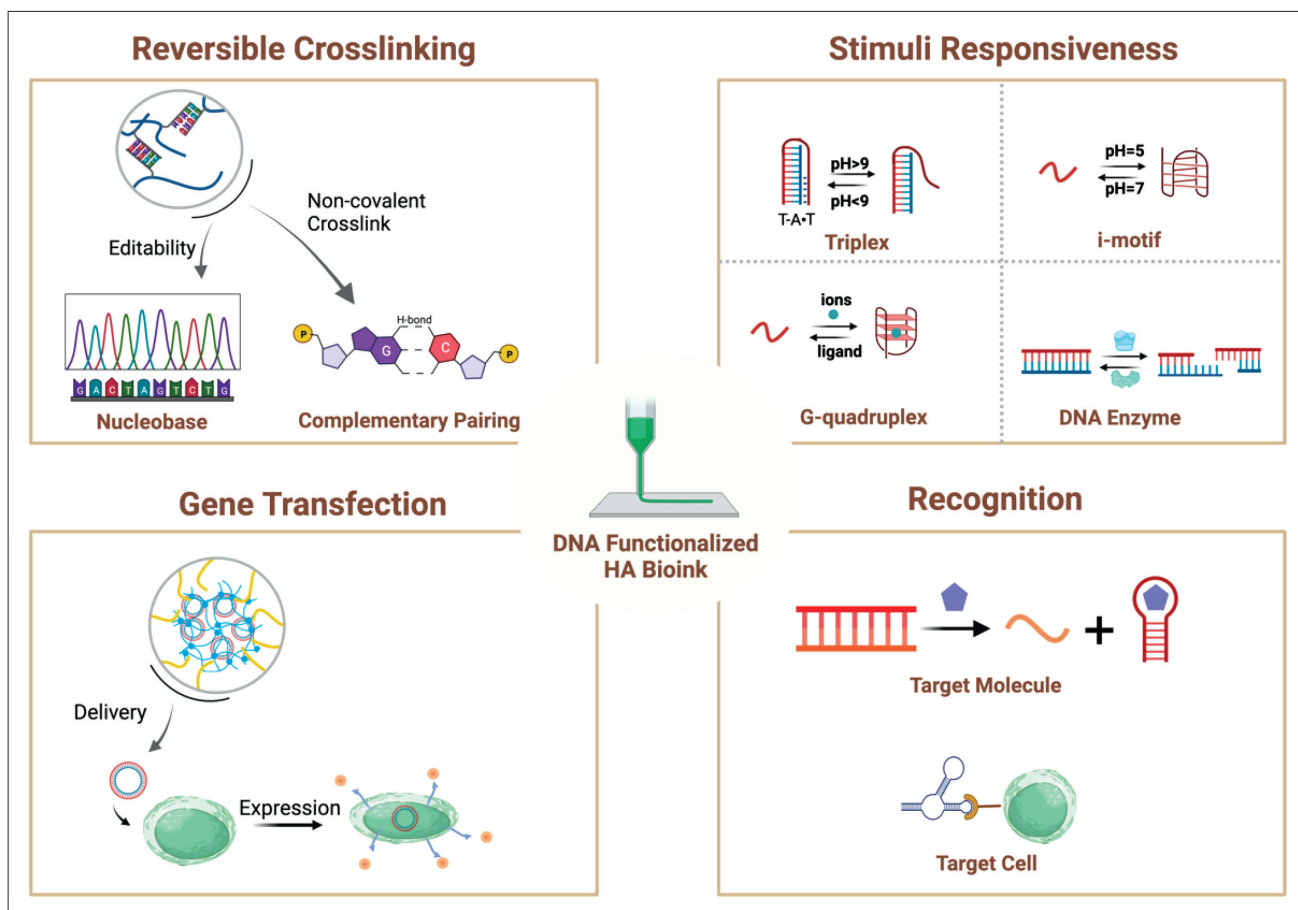 Reversible Crosslinking
Editability
Non-covalent
Crosslink
G A C T A G T C T G
Nucleobase
P
H-bond
G
C
P
Complementary Pairing
Stimuli Responsiveness
pH>9
pH<9
T-A•T
Triplex
pH=5
pH=7
i-motif
ions
ligand
G-quadruplex
DNA Enzyme
DNA Functionalized
HA Bioink
Gene Transfection
Delivery
Expression
Recognition
+
Target Molecule
Target Cell